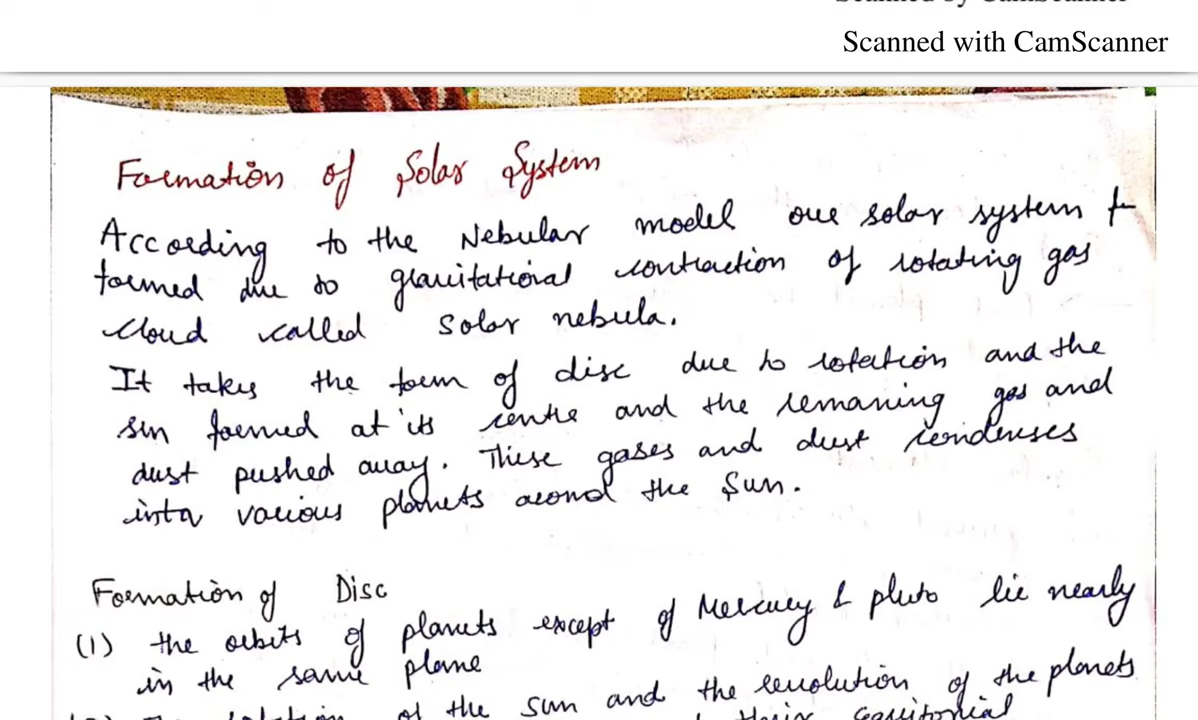 Scanned with CamScanner
Formation of Solar System
According to the Nebular model our solar system
formed due to gravitational contraction of rotating gas
cloud called Solar nebula.
It takes the form of disc due to rotation and the
sun formed at its centre and the remaning gas and
dust pushed away. These gases and dust condenses
into various planets arond the Sun.
Formation of Disc
(1) the orbits of planets except of Mercury & pluto lie nearly
in the same plane
of the sun and the revolution of the planets